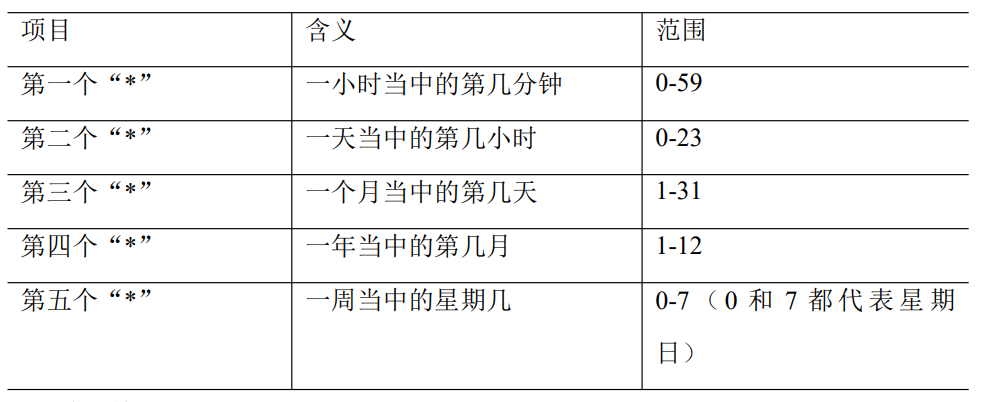 项目 含义 范围
第一个“*” 一小时当中的第几分钟 0-59
第二个“*” 一天当中的第几小时 0-23
第三个“*” 一个月当中的第几天 1-31
第四个“*” 一年当中的第几月 1-12
第五个“*” 一周当中的星期几 0-7（0 和 7 都代表星期
日）